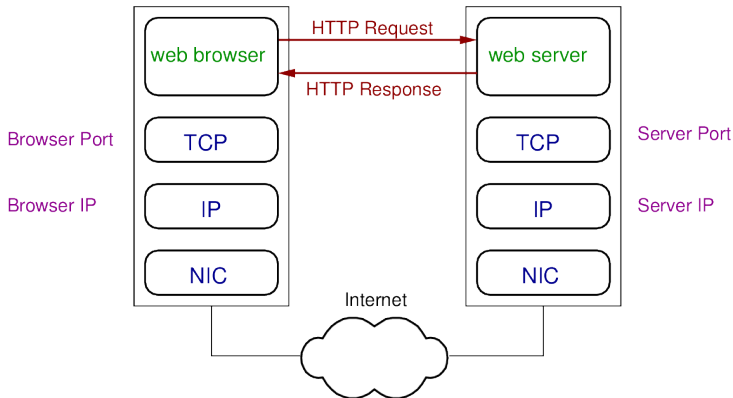 HTTP Request
web browser
web server
HTTP Response
Browser Port
TCP
TCP
Server Port
Browser IP
IP
IP
Server IP
NIC
NIC
Internet